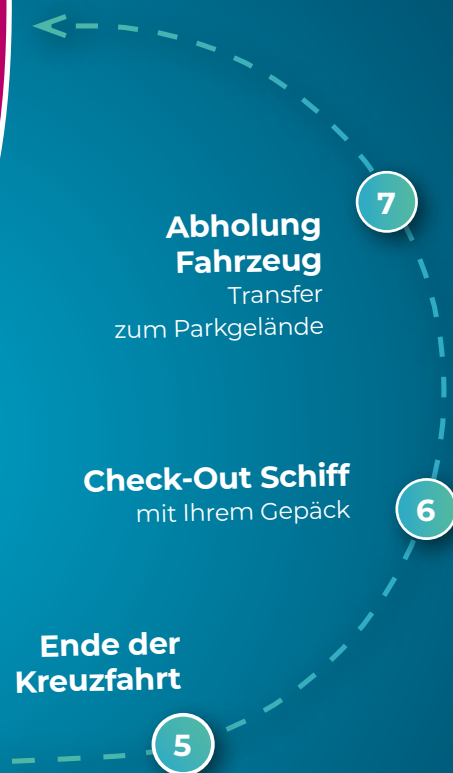 7
Abholung
Fahrzeug
Transfer
zum Parkgelände
Check-Out Schiff
mit Ihrem Gepäck
6
Ende der
Kreuzfahrt
5